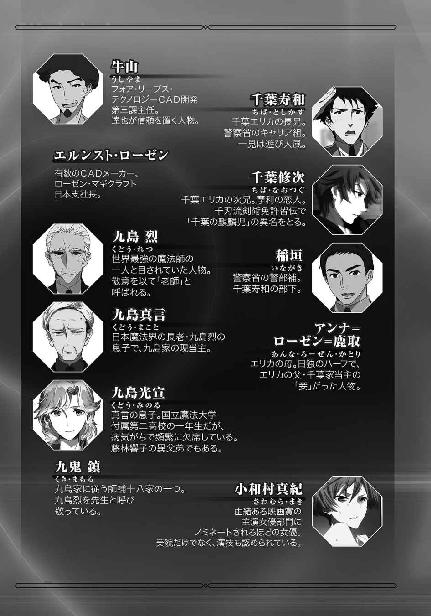 牛山
うしやま
フォア・リーブス・
テクノロジーCAD開発
第三課主任。
達也が信頼を置く人物。
エルンスト・ローゼン
有数のCADメーカー、
ローゼン・マギクラフト
日本支社長。
九島 烈
くどう・れつ
世界最強の魔法師の
一人と目されていた人物。
敬意を以て「老師」と
呼ばれる。
九島真言
くどう・まこと
日本魔法界の長老・九島烈の
息子で、九島家の現当主。
九島光宣
くどう・みのる
真言の息子。国立魔法大学
付属第二高校の一年生だが、
病気がちで頻繁に欠席している。
藤林響子の異父弟でもある。
九鬼 鎮
くき・まもる
九島家に従う師補十八家の一つ。
九島烈を先生と呼び
敬っている。
千葉寿和
ちば・としかず
千葉エリカの長兄。
警察省のキャリア組。
一見は遊び人風。
千葉修次
ちば・なおつぐ
千葉エリカの次兄。摩利の恋人。
千刃流剣術免許皆伝で
「千葉の麒麟児」の異名をとる。
稲垣
いながき
警察省の警部補。
千葉寿和の部下。
アンナ=
ローゼン=鹿取
あんな・ろーぜん・かとり
エリカの母。日独のハーフで、
エリカの父・千葉家当主の
「妾」だった人物。
小和村真紀
さわむら・まき
由緒ある映画賞の
主演女優部門に
ノミネートされるほどの女優。
美貌だけでなく、演技も認められている。